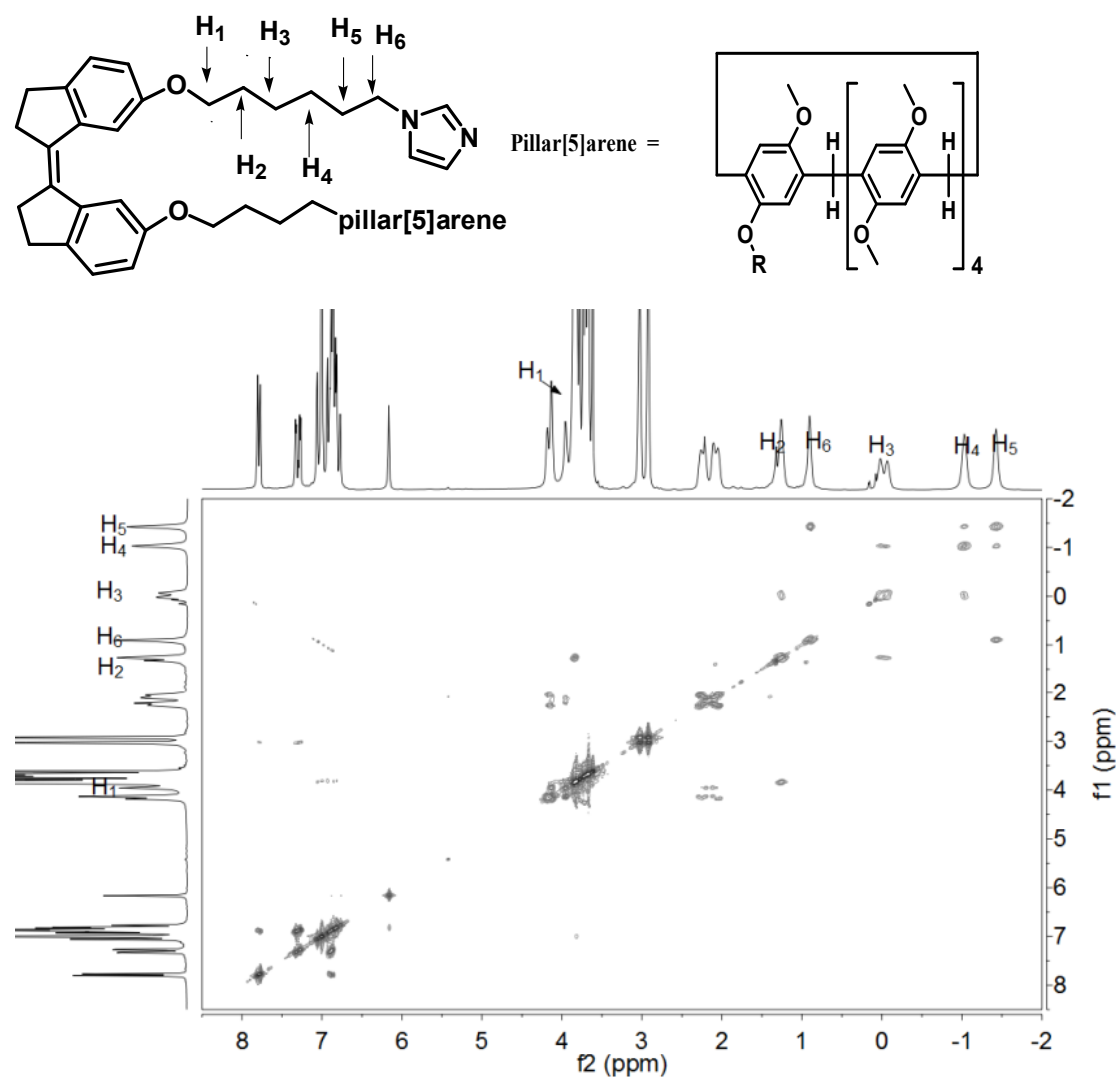 H1 H3 H5 H6
O
N N
H2 H4
O
pillar[5]arene
Pillar[5]arene =
O O
H H
H H
O O
R
4
H1
H2 H6 H3 H4 H5
H5
H4
H3
H6
H2
H1
-2
-1
0
1
2
3
4
5
6
7
8
f1 (ppm)
8 7 6 5 4 3 2 1 0 -1 -2
f2 (ppm)